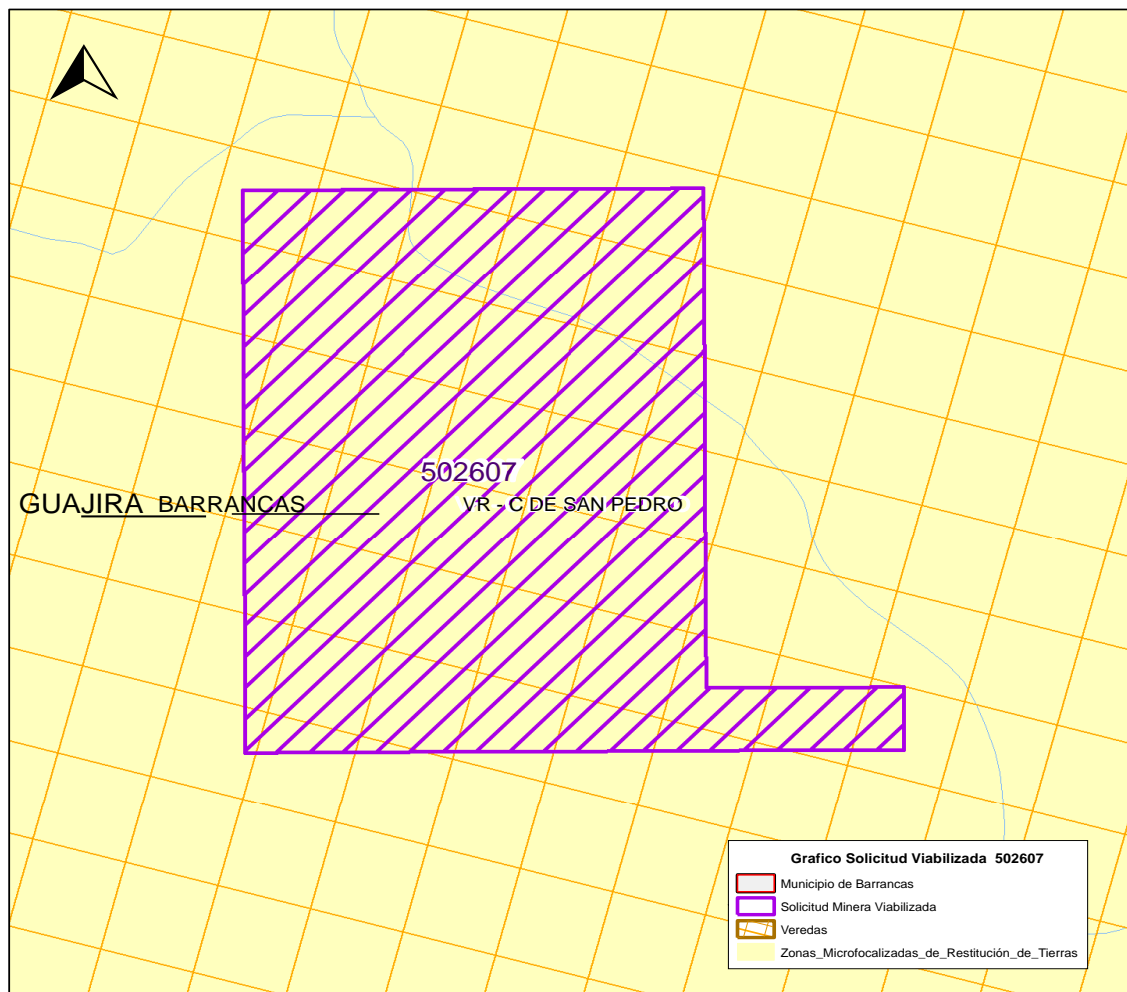 502607
GUAJIRA BARRANCAS VR - C DE SAN PEDRO
Grafico Solicitud Viabilizada 502607
Municipio de Barrancas
Solicitud Minera Viabilizada
Veredas
Zonas_Microfocalizadas_de_Restitución_de_Tierras